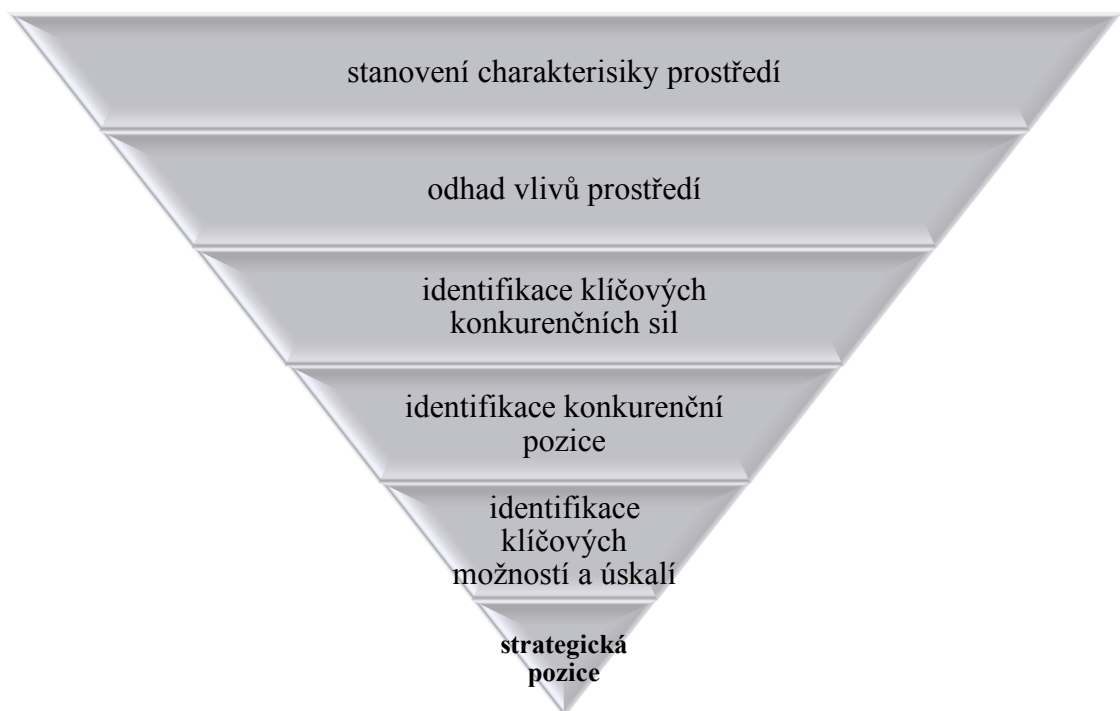 stanovení charakterisiky prostředí
odhad vlivů prostředí
identifikace klíčových
konkurenčních sil
identifikace konkurenční
pozice
identifikace
klíčových
možností a úskalí
strategická
pozice